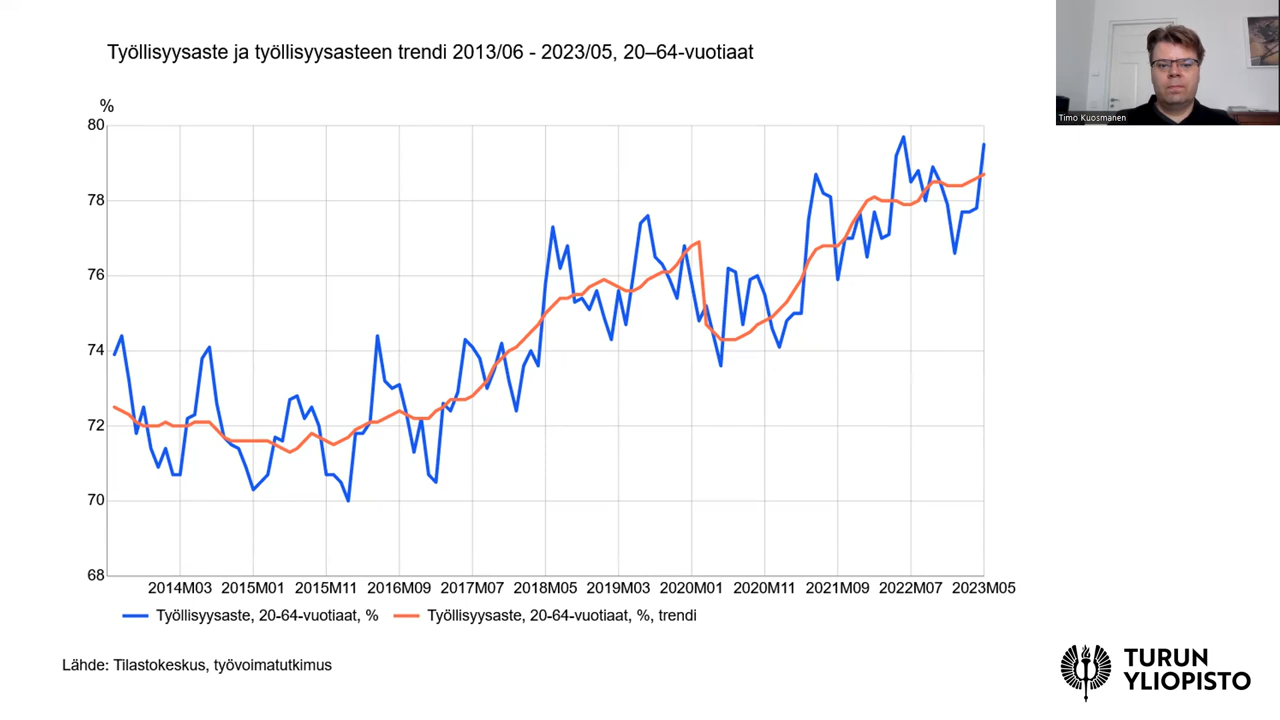 Työllisyysaste ja työllisyysasteen trendi 2013/06 - 2023/05, 20–64-vuotiaat
Timo Kuosmanen
%
80
78
76
74
72
70
68
2014M03 2015M01 2015M11 2016M09 2017M07 2018M05 2019M03 2020M01 2020M11 2021M09 2022M07 2023M05
Työllisyysaste, 20-64-vuotiaat, % Työllisyysaste, 20-64-vuotiaat, %, trendi
Lähde: Tilastokeskus, työvoimatutkimus
TURUN
YLIOPISTO